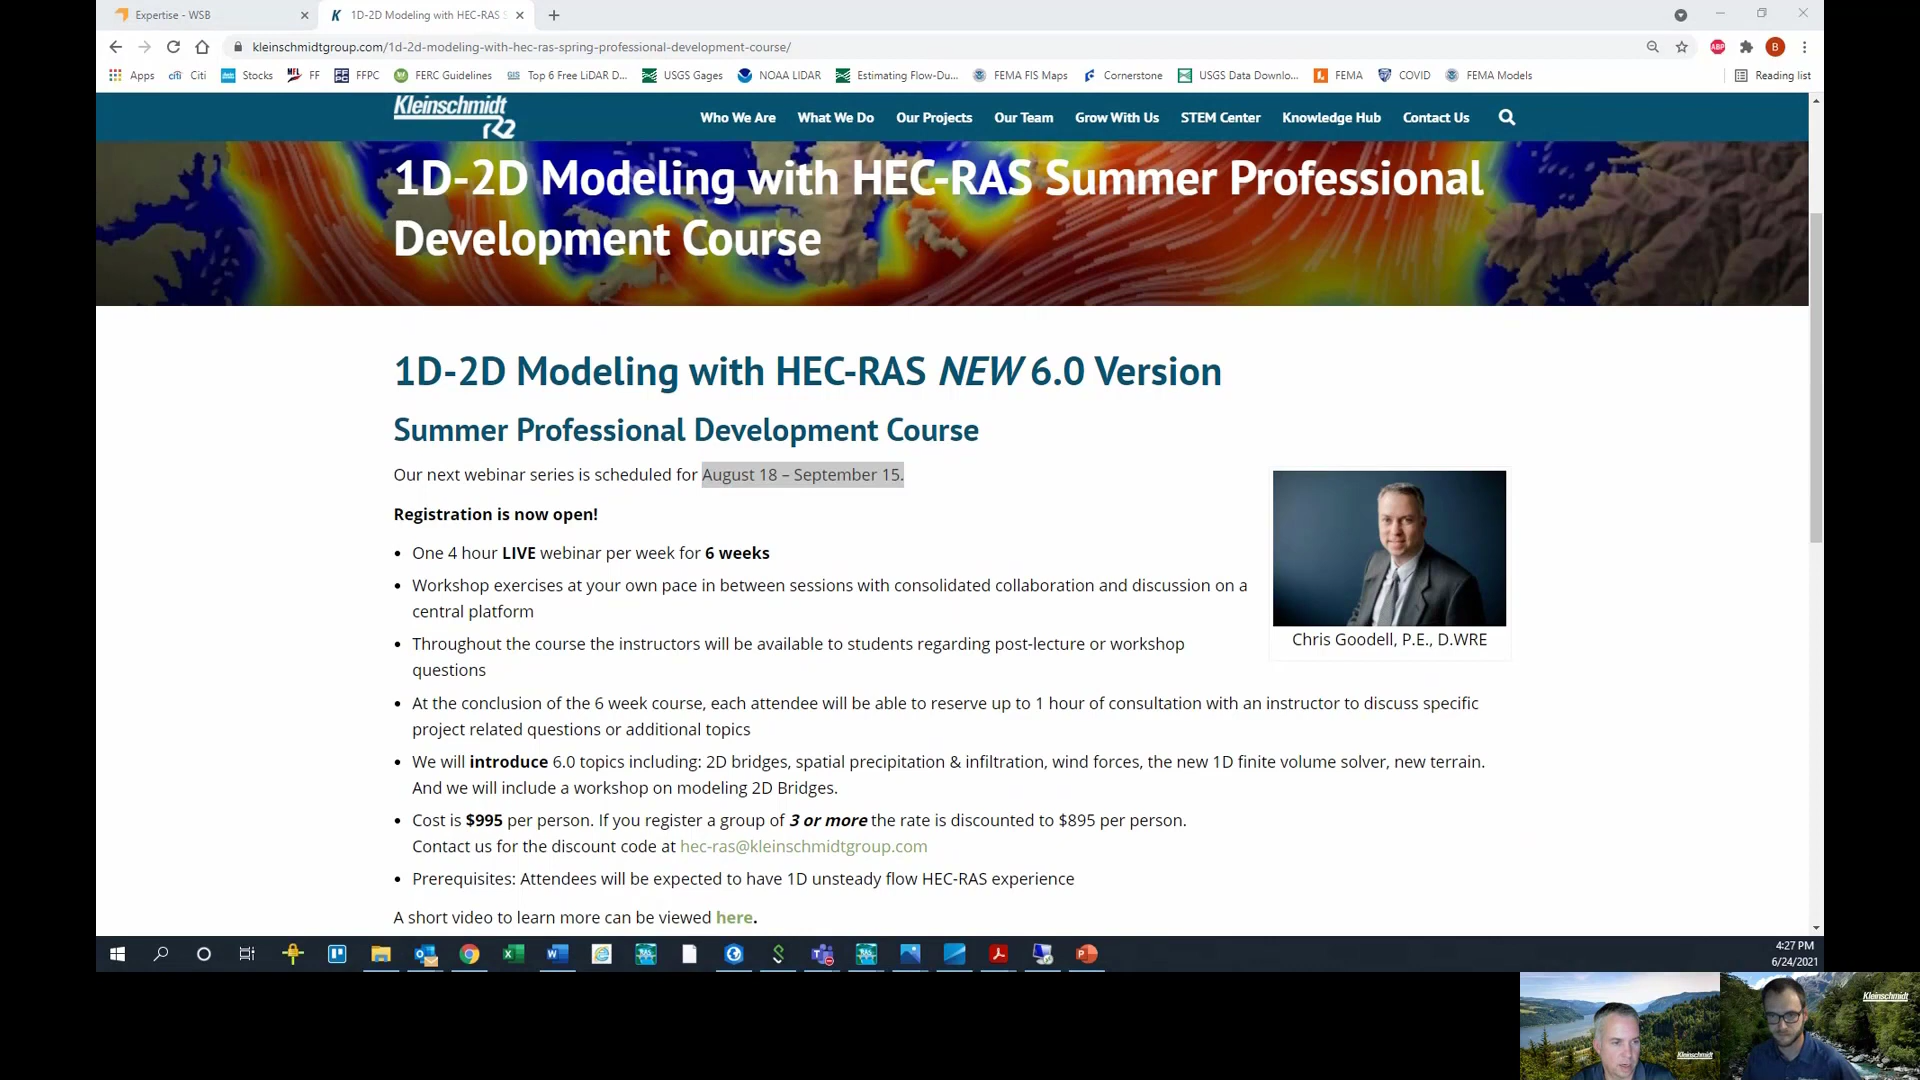 Expertise - WSB
1D-2D Modeling with HEC-RAS
kleinschmidtgroup.com/1d-2d-modeling-with-hec-ras-spring-professional-development-course/
ABP
B
Apps
citi Citi
Stocks
NFL FF
FFPC
FERC Guidelines
Top 6 Free LiDAR D...
USGS Gages
NOAA LIDAR
Estimating Flow-Du...
FEMA FIS Maps
Cornerstone
USGS Data Downlo...
FEMA
COVID
FEMA Models
Reading list
Kleinschmidt
R2
Who We Are
What We Do
Our Projects
Our Team
Grow With Us
STEM Center
Knowledge Hub
Contact Us
1D-2D Modeling with HEC-RAS Summer Professional
Development Course
1D-2D Modeling with HEC-RAS NEW 6.0 Version
Summer Professional Development Course
Our next webinar series is scheduled for August 18 – September 15.
Registration is now open!
• One 4 hour LIVE webinar per week for 6 weeks
• Workshop exercises at your own pace in between sessions with consolidated collaboration and discussion on a
central platform
• Throughout the course the instructors will be available to students regarding post-lecture or workshop
questions
Chris Goodell, P.E., D.WRE
• At the conclusion of the 6 week course, each attendee will be able to reserve up to 1 hour of consultation with an instructor to discuss specific
project related questions or additional topics
• We will introduce 6.0 topics including: 2D bridges, spatial precipitation & infiltration, wind forces, the new 1D finite volume solver, new terrain.
And we will include a workshop on modeling 2D Bridges.
• Cost is $995 per person. If you register a group of 3 or more the rate is discounted to $895 per person.
Contact us for the discount code at hec-ras@kleinschmidtgroup.com
• Prerequisites: Attendees will be expected to have 1D unsteady flow HEC-RAS experience
A short video to learn more can be viewed here.
4:27 PM
6/24/2021
Kleinschmidt
Kleinschmidt